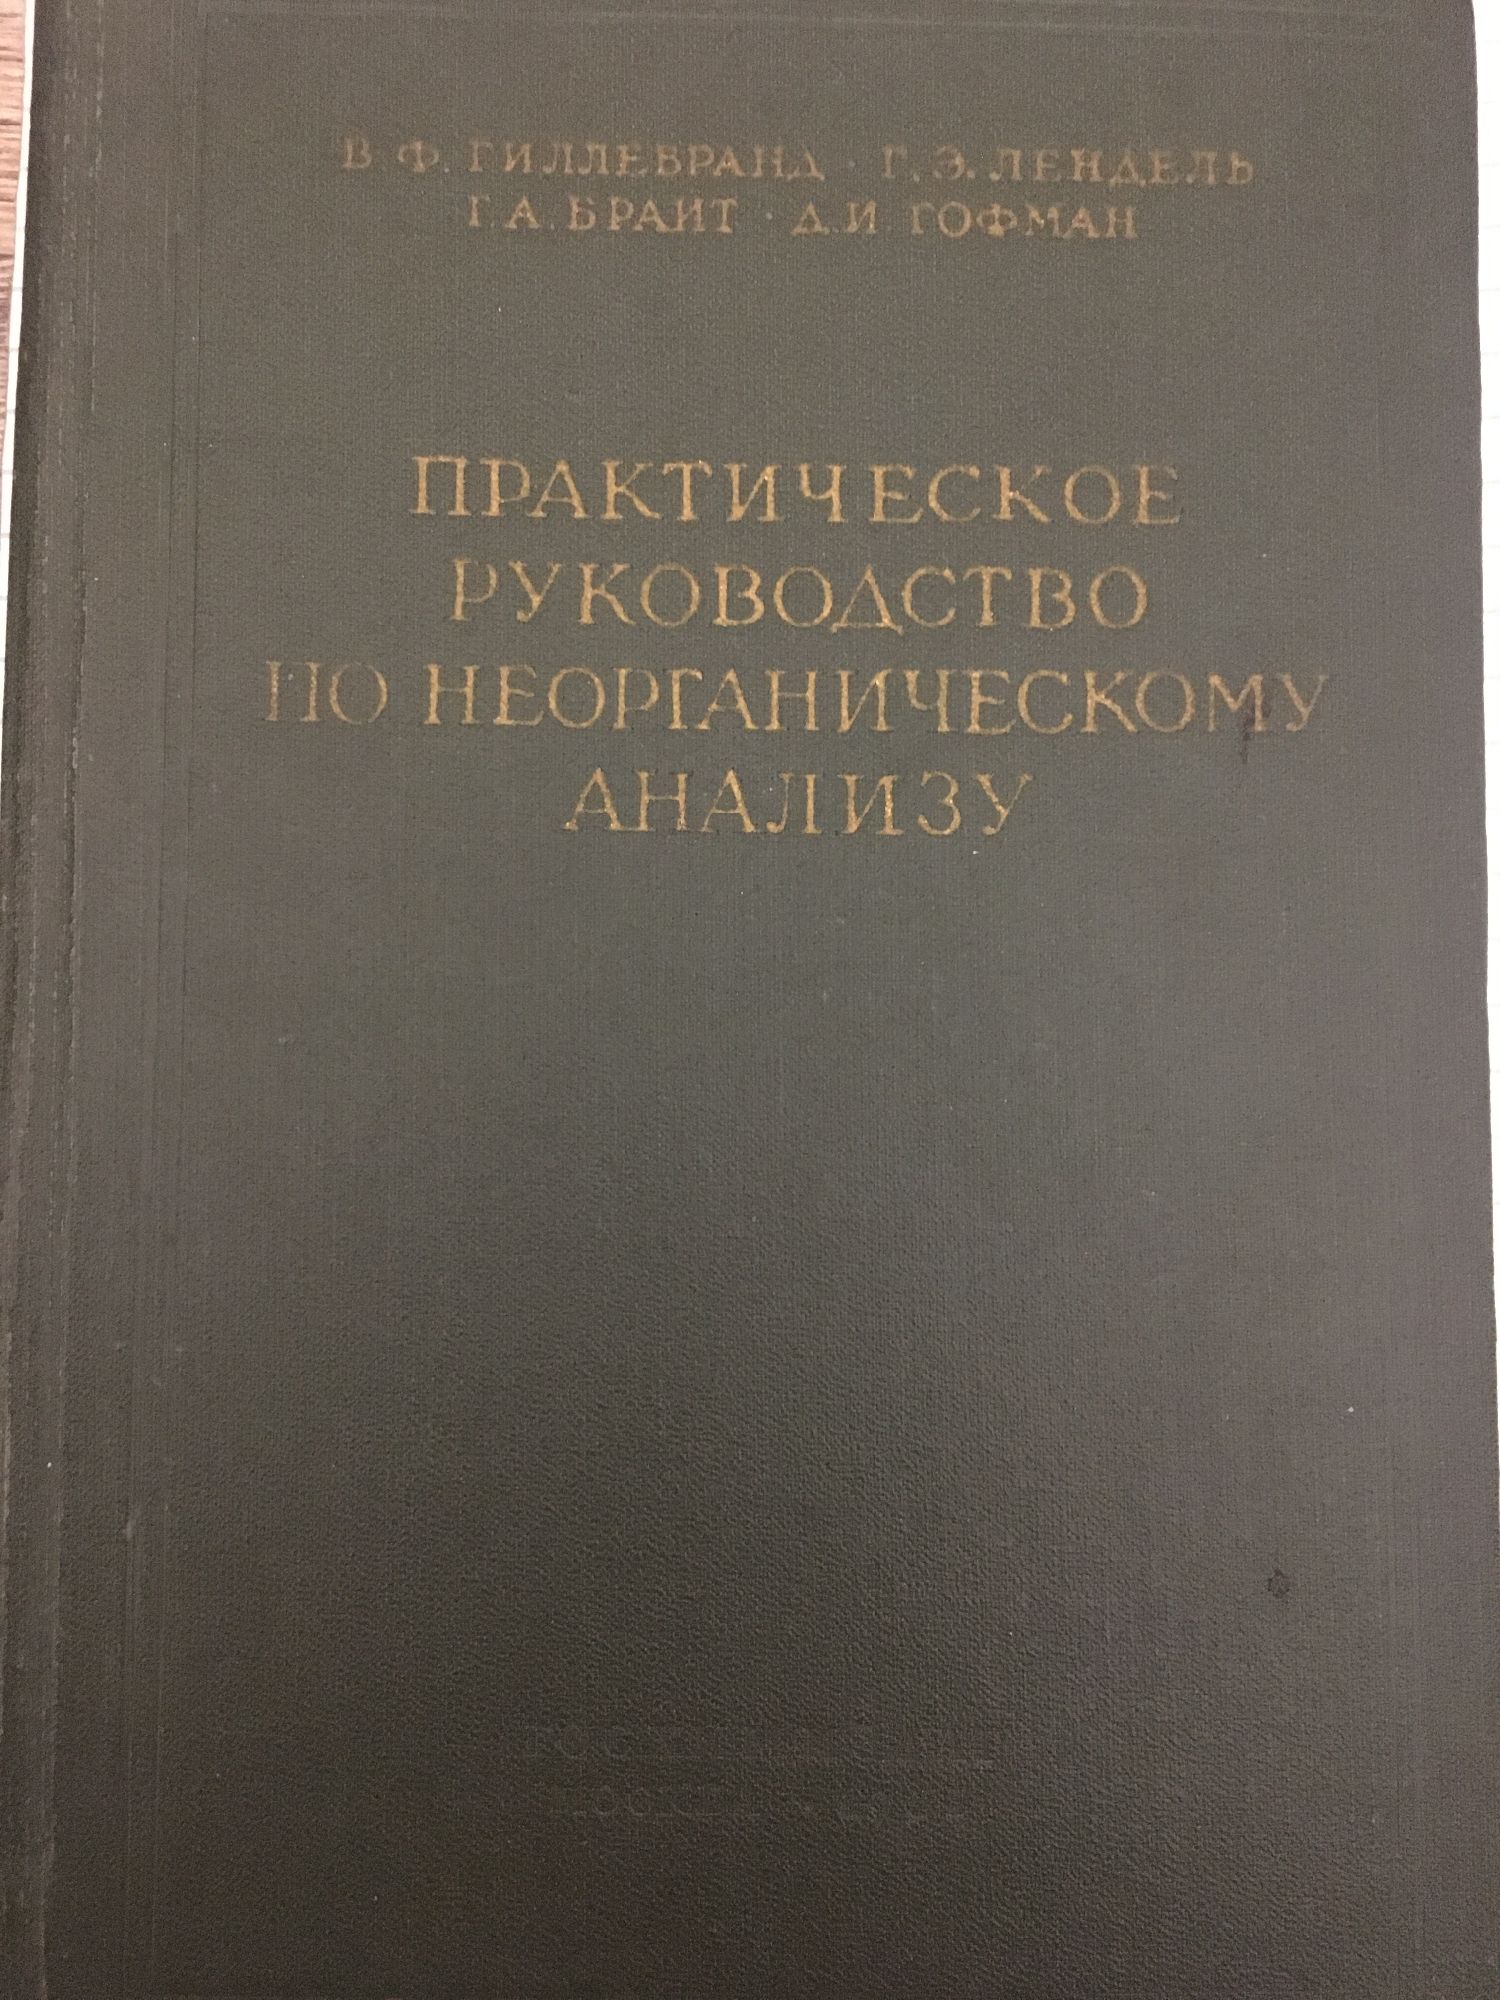 В. Ф. ГИЛЛЕБРАНД · Г. Э. ЛЕНДЕЛЬ
Г. А. БРАЙТ · Д. И. ГОФМАН
ПРАКТИЧЕСКОЕ
РУКОВОДСТВО
ПО НЕОРГАНИЧЕСКОМУ
АНАЛИЗУ